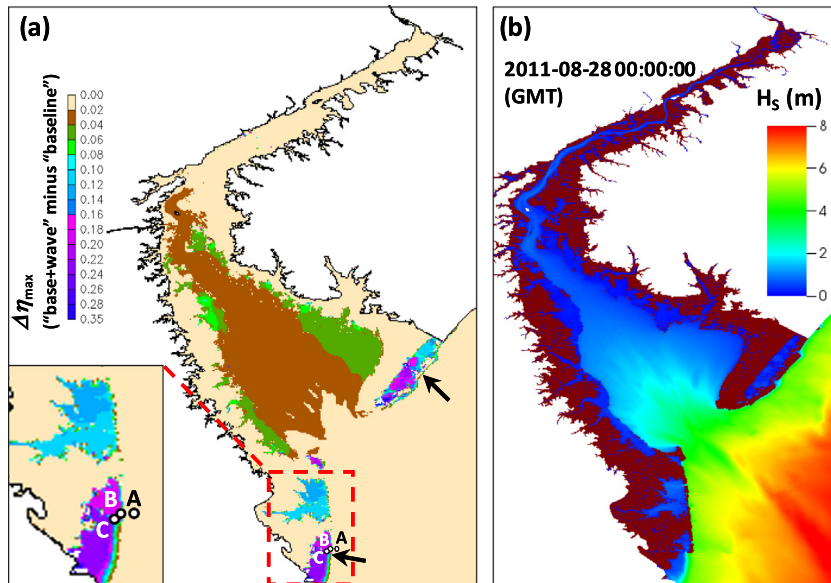 (a)
Δηmax
("base+wave" minus "baseline")
0.00
0.02
0.04
0.06
0.08
0.10
0.12
0.14
0.16
0.18
0.20
0.22
0.24
0.26
0.28
0.35
B A
C
B A
C
(b)
2011-08-28 00:00:00
(GMT)
HS (m)
8
6
4
2
0